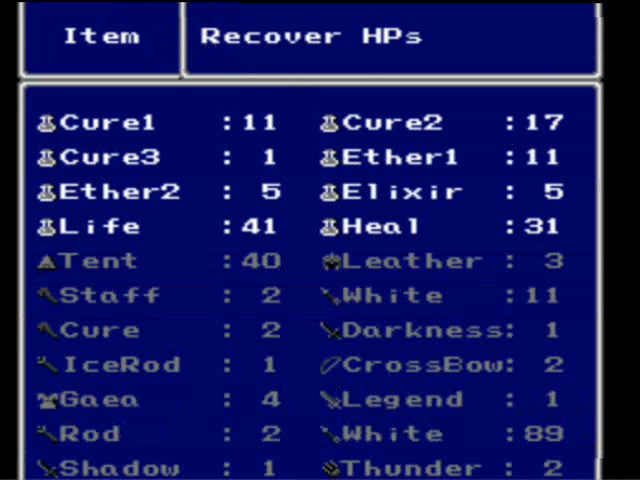 Item Recover HPs
Cure1 :11 Cure2 :17
Cure3 : 1 Ether1 :11
Ether2 : 5 Elixir : 5
Life :41 Heal :31
Tent :40 Leather : 3
Staff : 2 White :11
Cure : 2 Darkness: 1
IceRod : 1 CrossBow: 2
Gaea : 4 Legend : 1
Rod : 2 White :89
Shadow : 1 Thunder : 2